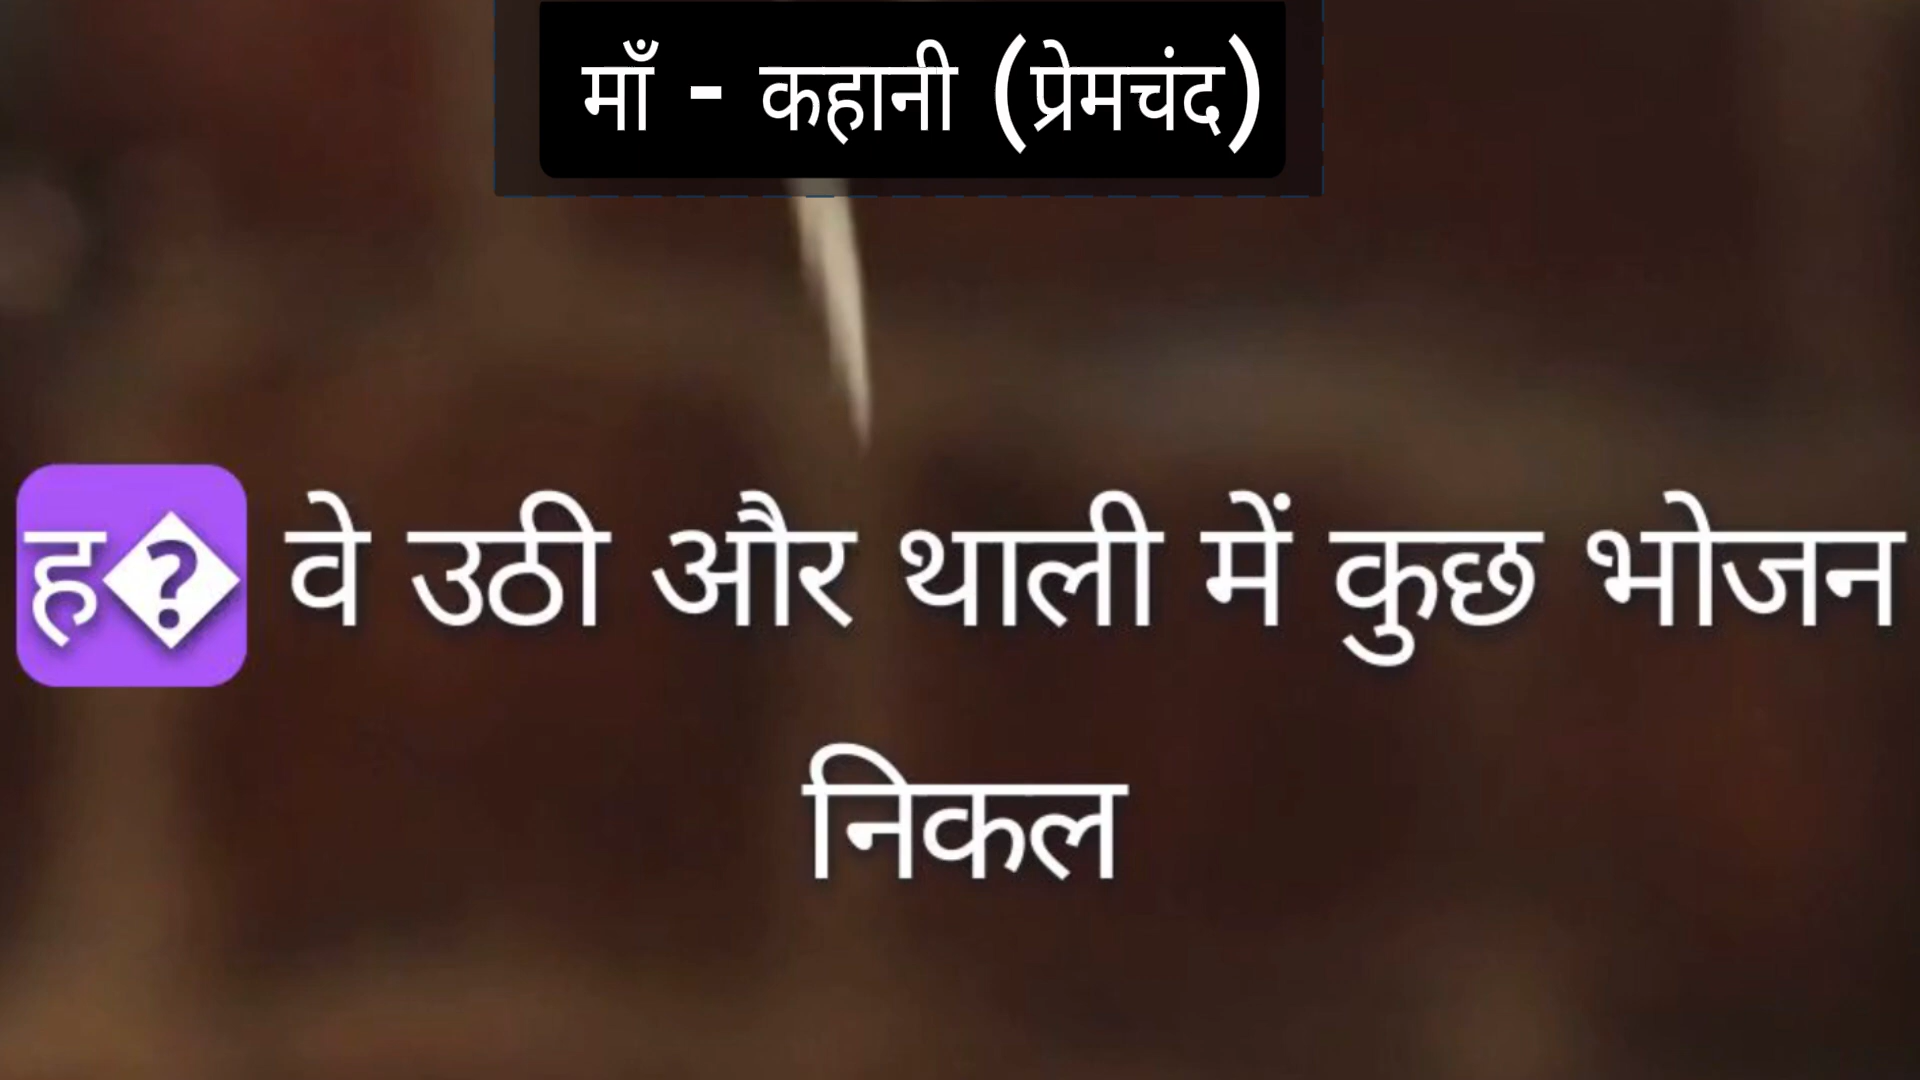 माँ - कहानी (प्रेमचंद)
ह� वे उठी और थाली में कुछ भोजन
निकल